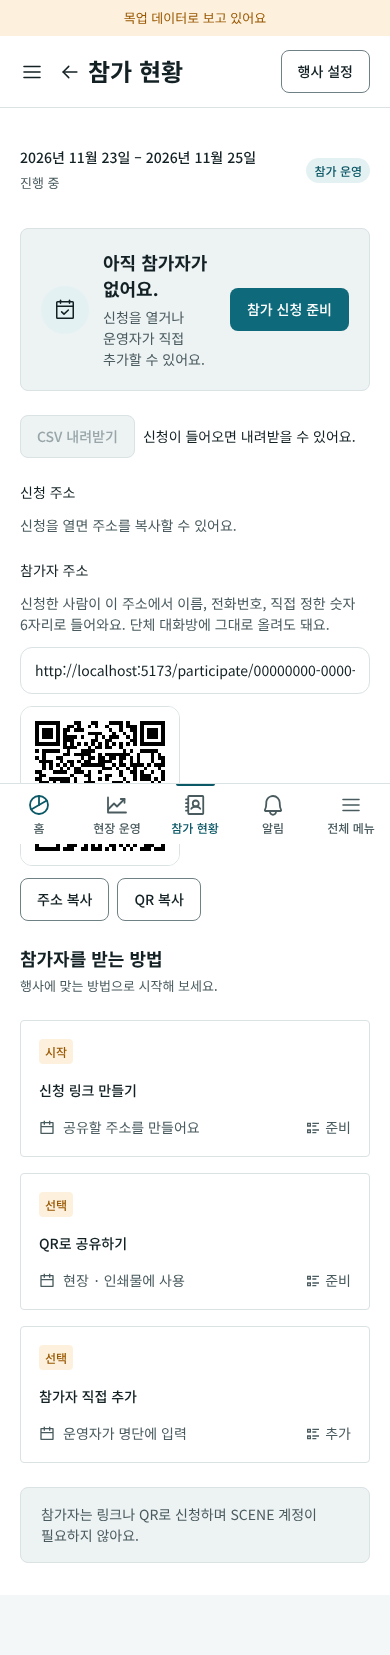 목업 데이터로 보고 있어요
참가 현황
행사 설정
2026년 11월 23일 – 2026년 11월 25일
진행 중
참가 운영
아직 참가자가
없어요.
신청을 열거나
운영자가 직접
추가할 수 있어요.
참가 신청 준비
CSV 내려받기
신청이 들어오면 내려받을 수 있어요.
신청 주소
신청을 열면 주소를 복사할 수 있어요.
참가자 주소
신청한 사람이 이 주소에서 이름, 전화번호, 직접 정한 숫자
6자리로 들어와요. 단체 대화방에 그대로 올려도 돼요.
http://localhost:5173/participate/00000000-0000-
홈
현장 운영
참가 현황
알림
전체 메뉴
주소 복사
QR 복사
참가자를 받는 방법
행사에 맞는 방법으로 시작해 보세요.
시작
신청 링크 만들기
공유할 주소를 만들어요
준비
선택
QR로 공유하기
현장 · 인쇄물에 사용
준비
선택
참가자 직접 추가
운영자가 명단에 입력
추가
참가자는 링크나 QR로 신청하며 SCENE 계정이
필요하지 않아요.